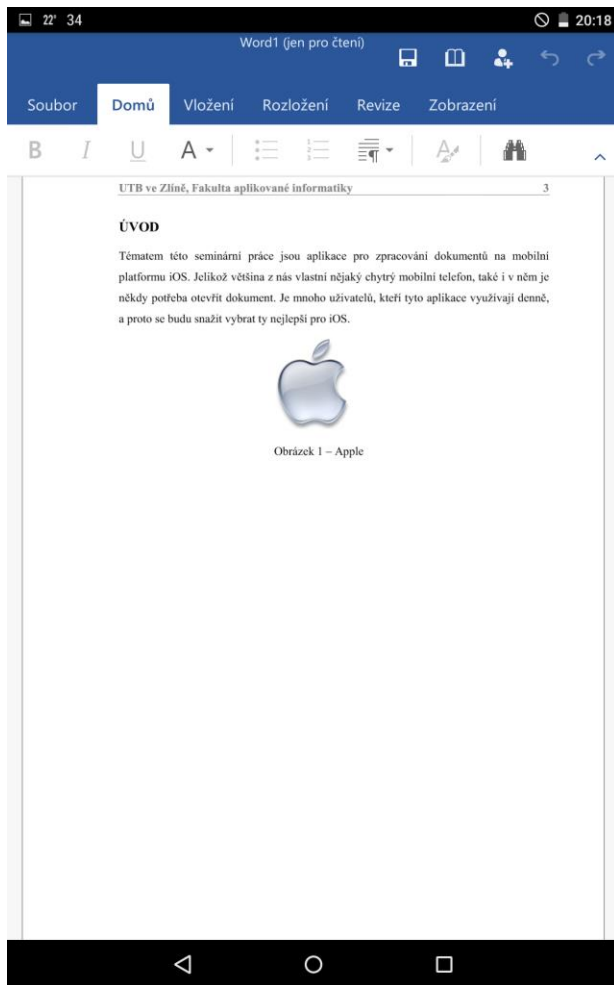 22° 34 20:18
Word1 (jen pro čtení)
Soubor Domů Vložení Rozložení Revize Zobrazení
B I U A
UTB ve Zlíně, Fakulta aplikované informatiky 3
ÚVOD
Tématem této seminární práce jsou aplikace pro zpracování dokumentů na mobilní
platformu iOS. Jelikož většina z nás vlastní nějaký chytrý mobilní telefon, také i v něm je
někdy potřeba otevřít dokument. Je mnoho uživatelů, kteří tyto aplikace využívají denně,
a proto se budu snažit vybrat ty nejlepší pro iOS.
Obrázek 1 – Apple